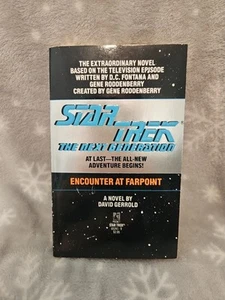 THE EXTRAORDINARY NOVEL
BASED ON THE TELEVISION EPISODE
WRITTEN BY D.C. FONTANA AND
GENE RODDENBERRY
CREATED BY GENE RODDENBERRY
STAR
TREK
THE NEXT GENERATION
AT LAST—THE ALL-NEW
ADVENTURE BEGINS!
ENCOUNTER AT FARPOINT
A NOVEL BY
DAVID GERROLD